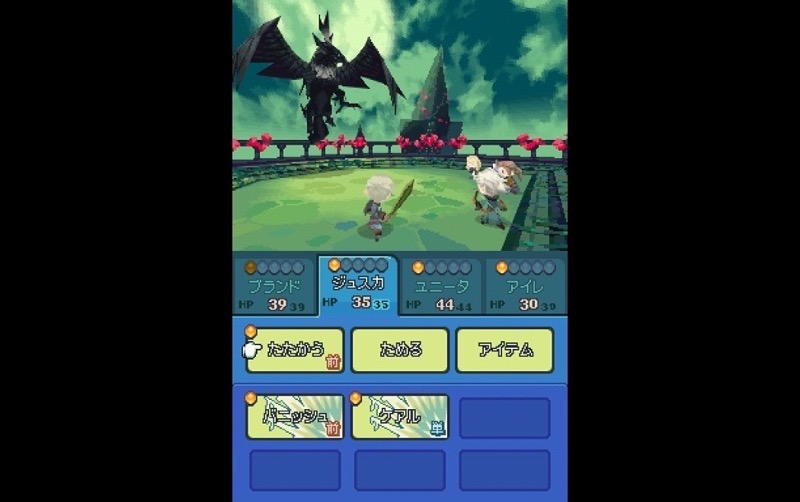 ブランド ジュスカ ユニータ アイレ
HP 39 39 HP 35 35 HP 44 44 HP 30 30
たたかう 前 ためる アイテム
バニッシュ 前 ケアル 単